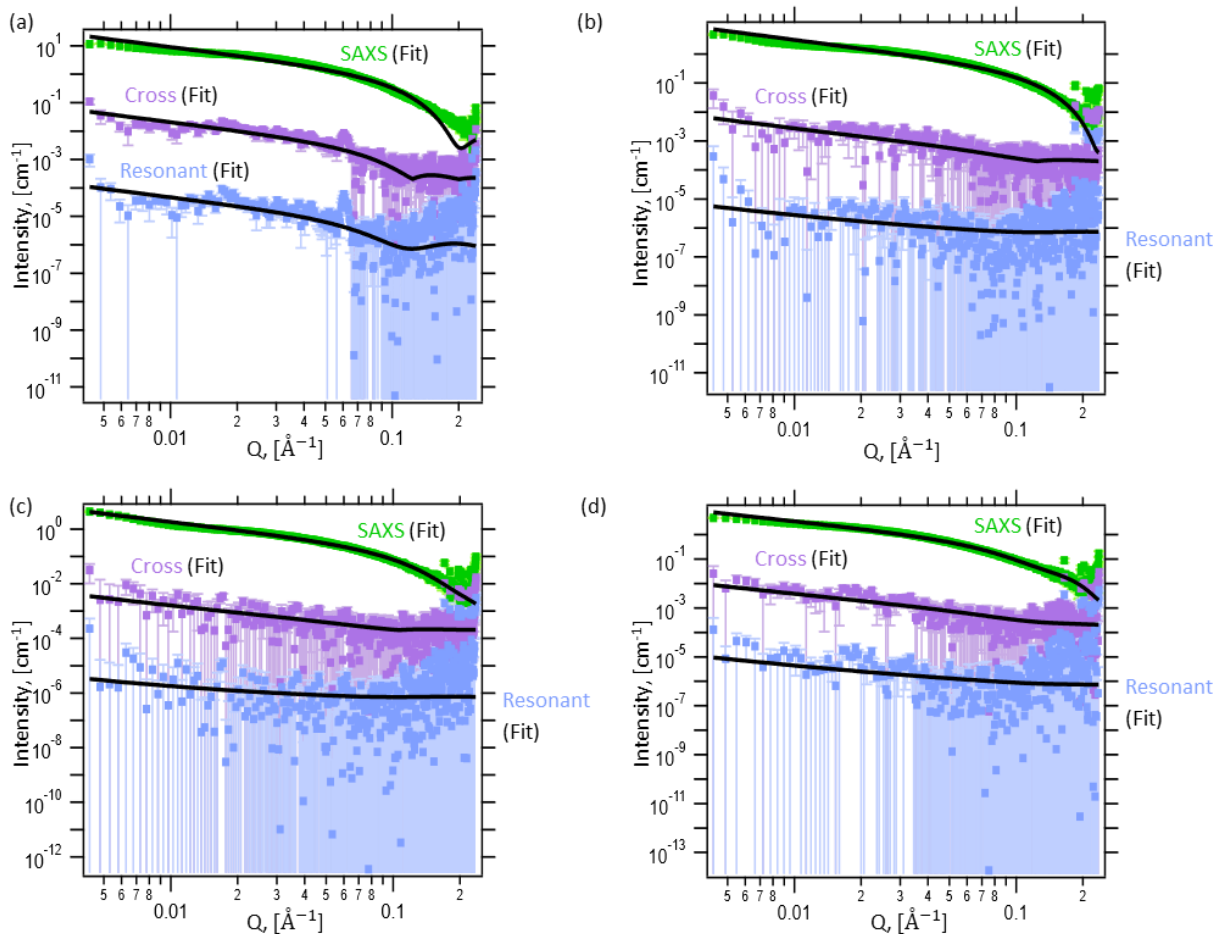 (a)
Intensity, [cm⁻¹]
10¹
10⁻¹
10⁻³
10⁻⁵
10⁻⁷
10⁻⁹
10⁻¹¹
SAXS (Fit)
Cross (Fit)
Resonant (Fit)
5 6 7 8 2 3 4 5 6 7 8 2
0.01 0.1
Q, [Å⁻¹]
(b)
Intensity, [cm⁻¹]
10⁻¹
10⁻³
10⁻⁵
10⁻⁷
10⁻⁹
10⁻¹¹
SAXS (Fit)
Cross (Fit)
Resonant
(Fit)
5 6 7 8 2 3 4 5 6 7 8 2
0.01 0.1
Q, [Å⁻¹]
(c)
Intensity, [cm⁻¹]
10⁰
10⁻²
10⁻⁴
10⁻⁶
10⁻⁸
10⁻¹⁰
10⁻¹²
SAXS (Fit)
Cross (Fit)
Resonant
(Fit)
5 6 7 8 2 3 4 5 6 7 8 2
0.01 0.1
Q, [Å⁻¹]
(d)
Intensity, [cm⁻¹]
10⁻¹
10⁻³
10⁻⁵
10⁻⁷
10⁻⁹
10⁻¹¹
10⁻¹³
SAXS (Fit)
Cross (Fit)
Resonant
(Fit)
5 6 7 8 2 3 4 5 6 7 8 2
0.01 0.1
Q, [Å⁻¹]